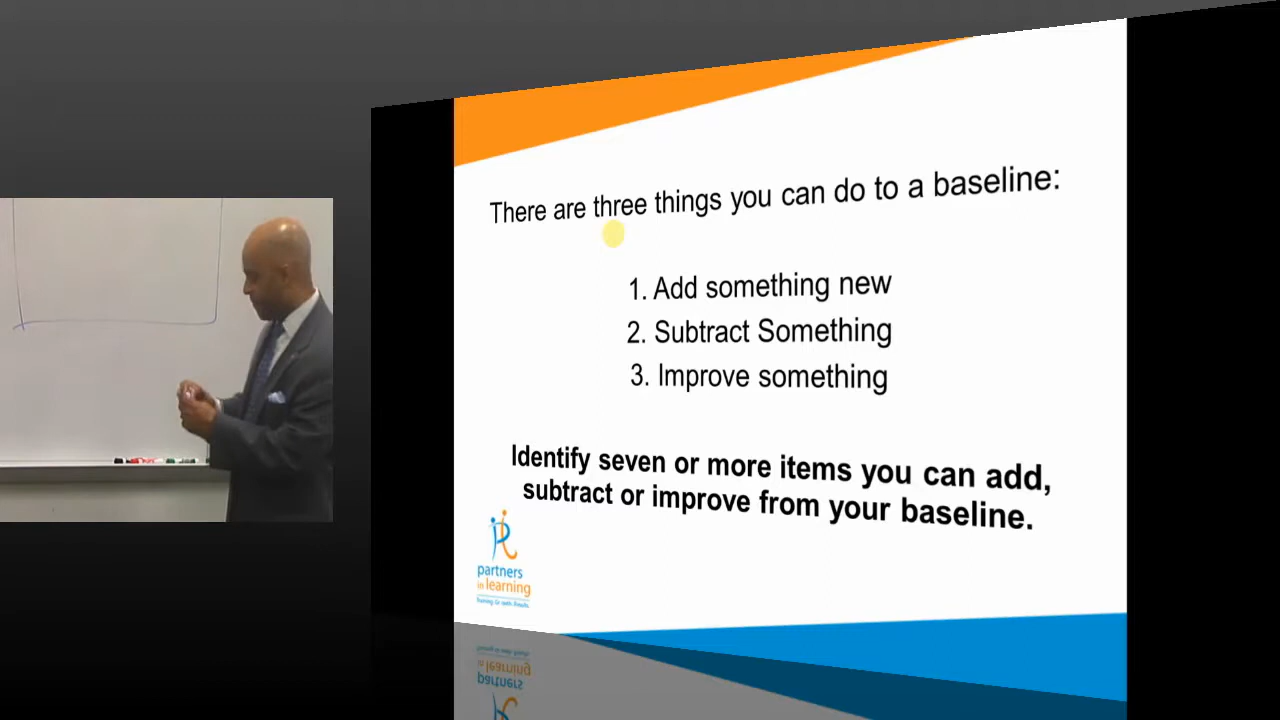 There are three things you can do to a baseline:
1. Add something new
2. Subtract Something
3. Improve something
Identify seven or more items you can add,
subtract or improve from your baseline.
partners
in learning